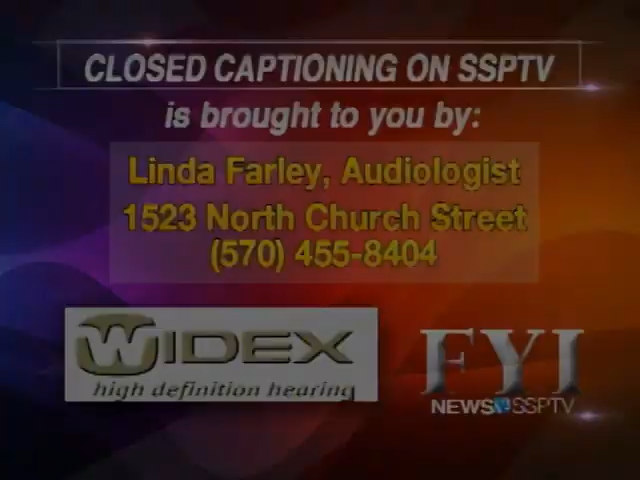 CLOSED CAPTIONING ON SSPTV
is brought to you by:
Linda Farley, Audiologist
1523 North Church Street
(570) 455-8404
WIDEX
high definition hearing
FYI
NEWS SSPTV